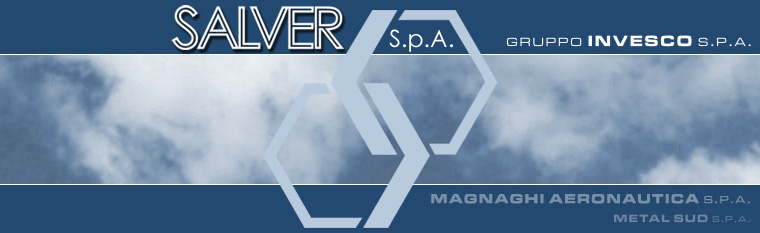 SALVER S.p.A.
GRUPPO INVESCO S.P.A.
MAGNAGHI AERONAUTICA S.P.A.
METAL SUD S.P.A.